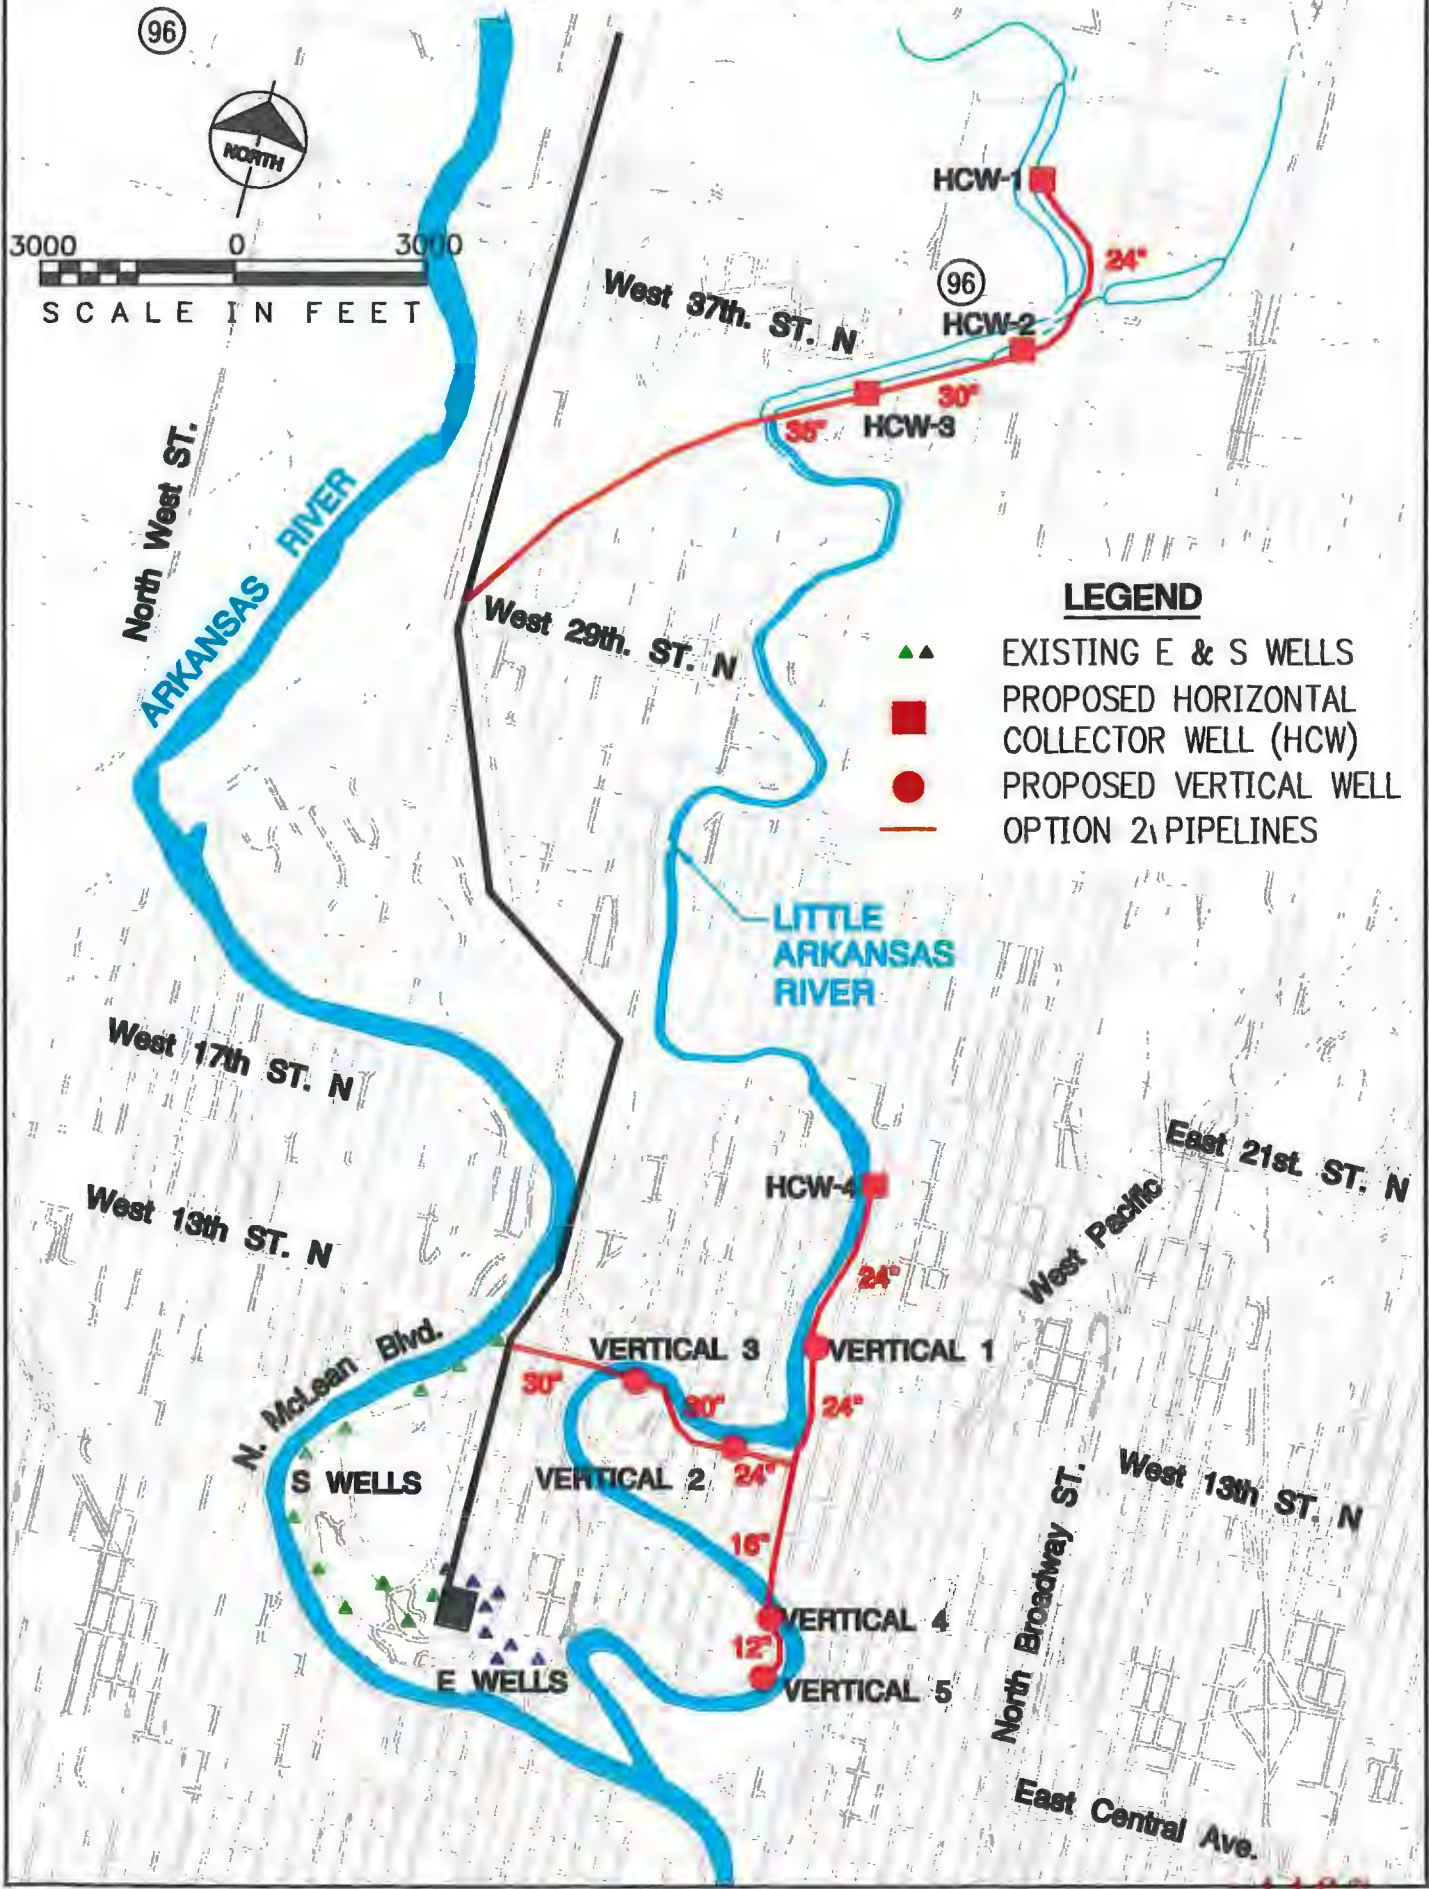 96
NORTH
3000 0 3000
SCALE IN FEET
HCW-1
24"
96
HCW-2
West 37th. ST. N
30"
36"
HCW-3
North West ST.
ARKANSAS RIVER
West 29th. ST. N
LEGEND
EXISTING E & S WELLS
PROPOSED HORIZONTAL
COLLECTOR WELL (HCW)
PROPOSED VERTICAL WELL
OPTION 2\ PIPELINES
LITTLE
ARKANSAS
RIVER
West 17th ST. N
East 21st. ST. N
HCW-4
West Pacific
West 13th ST. N
24"
N. McLean Blvd.
VERTICAL 3
VERTICAL 1
30"
30"
24"
S WELLS
VERTICAL 2
24"
West 13th ST. N
16"
North Broadway ST.
VERTICAL 4
12"
E WELLS
VERTICAL 5
East Central Ave.